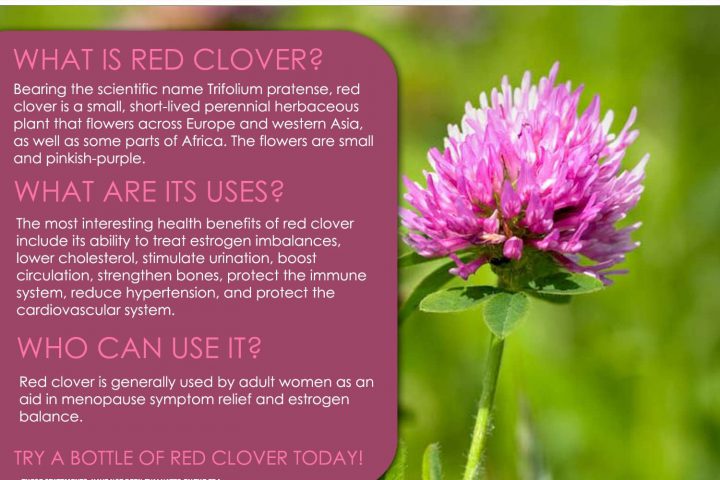 WHAT IS RED CLOVER?
Bearing the scientific name Trifolium pratense, red
clover is a small, short-lived perennial herbaceous
plant that flowers across Europe and western Asia,
as well as some parts of Africa. The flowers are small
and pinkish-purple.
WHAT ARE ITS USES?
The most interesting health benefits of red clover
include its ability to treat estrogen imbalances,
lower cholesterol, stimulate urination, boost
circulation, strengthen bones, protect the immune
system, reduce hypertension, and protect the
cardiovascular system.
WHO CAN USE IT?
Red clover is generally used by adult women as an
aid in menopause symptom relief and estrogen
balance.
TRY A BOTTLE OF RED CLOVER TODAY!